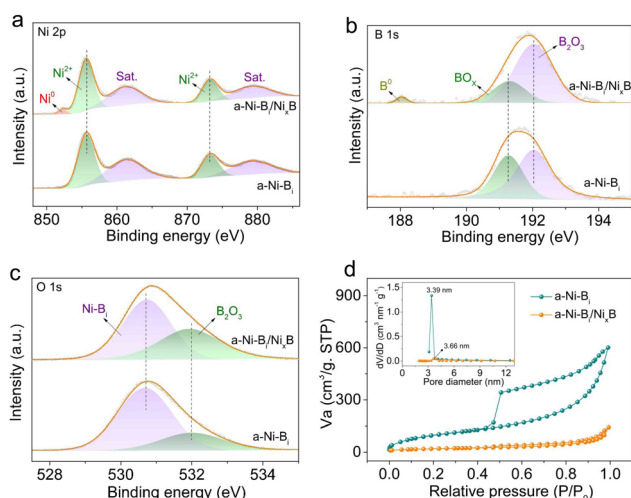 a
Ni 2p
Ni²⁺
Sat.
Ni²⁺
Sat.
Ni⁰
a-Ni-Bᵢ/NiₓB
a-Ni-Bᵢ
Intensity (a.u.)
850 860 870 880
Binding energy (eV)
b
B 1s
B₂O₃
B⁰
BOₓ
a-Ni-Bᵢ/NiₓB
a-Ni-Bᵢ
Intensity (a.u.)
188 190 192 194
Binding energy (eV)
c
O 1s
Ni-Bᵢ
B₂O₃
a-Ni-Bᵢ/NiₓB
a-Ni-Bᵢ
Intensity (a.u.)
528 530 532 534
Binding energy (eV)
d
900
600
300
0
Va (cm³/g. STP)
dV/dD (cm³ nm⁻¹ g⁻¹)
1.5
1.0
0.5
0.0
3.39 nm
3.66 nm
3 6 9 12
Pore diameter (nm)
a-Ni-Bᵢ
a-Ni-Bᵢ/NiₓB
0.0 0.2 0.4 0.6 0.8 1.0
Relative pressure (P/P₀)